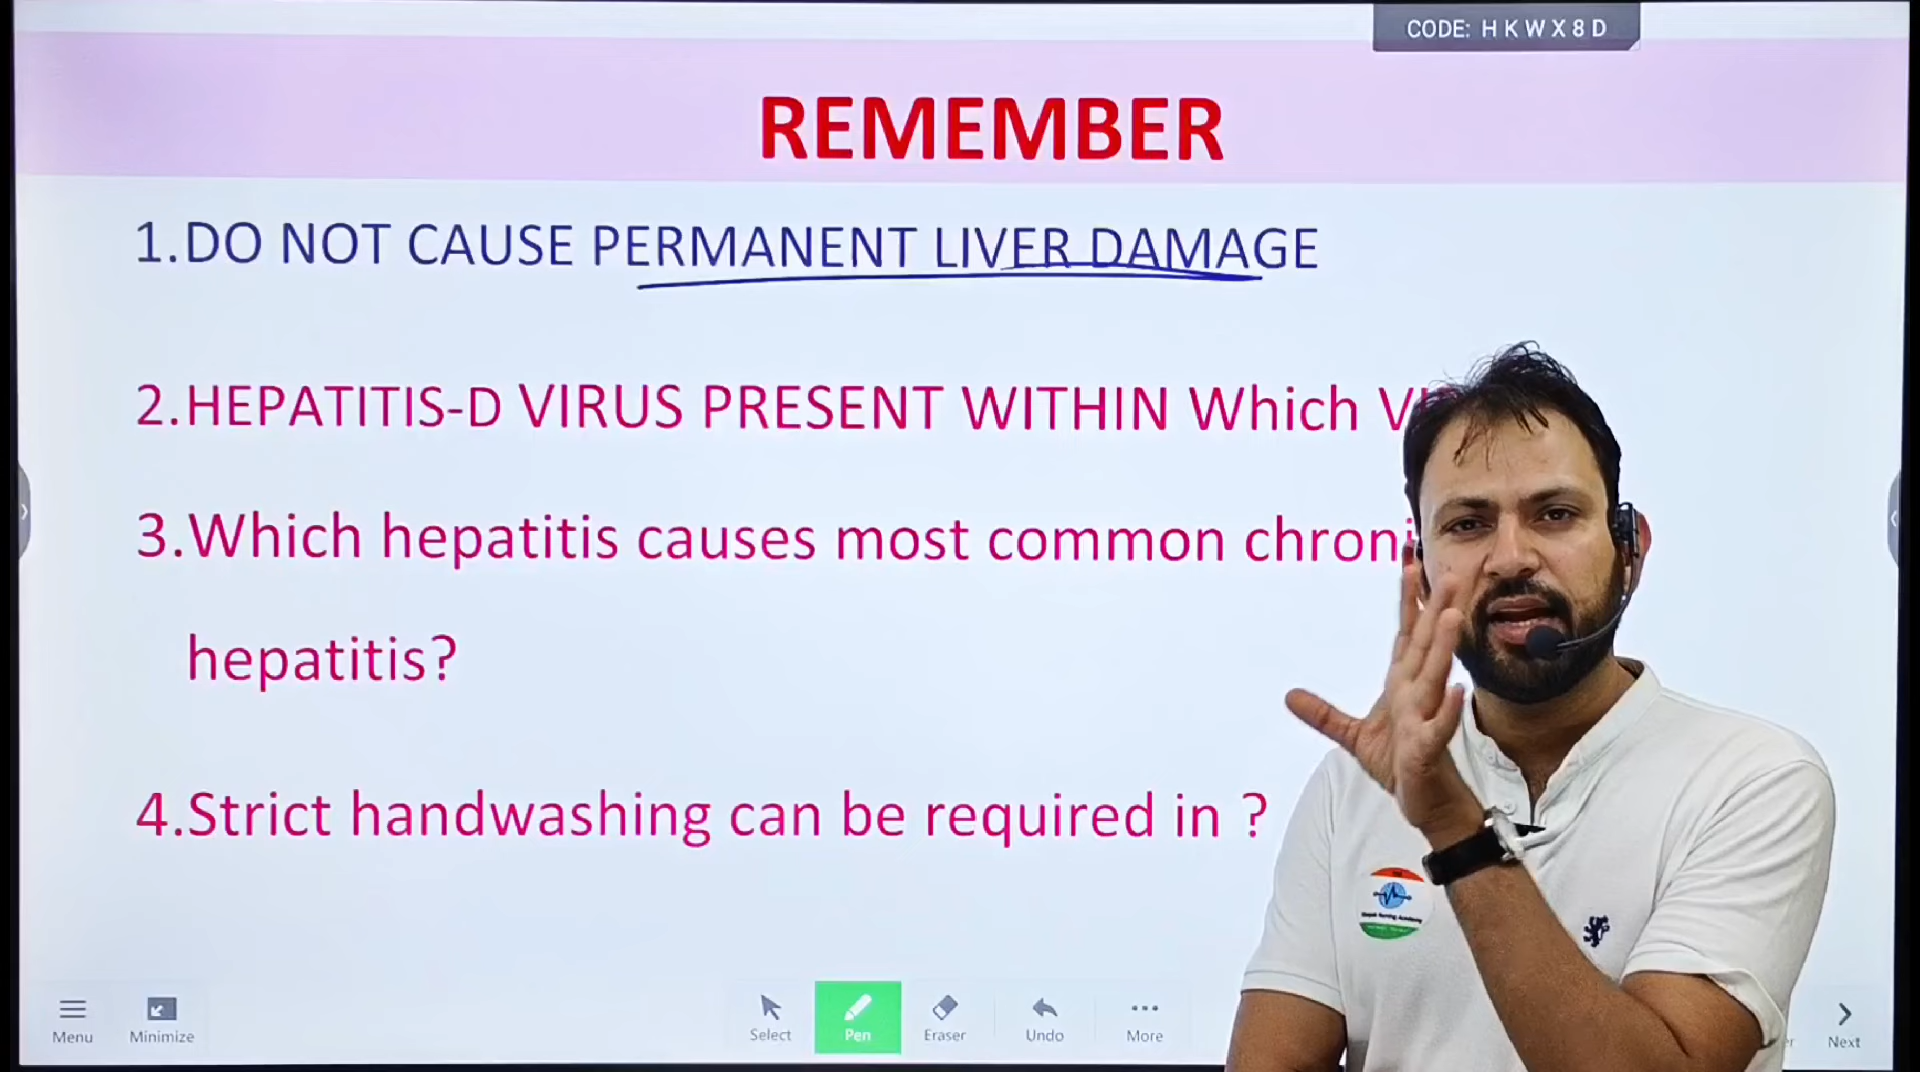 CODE: H K W X 8 D
REMEMBER
1.DO NOT CAUSE PERMANENT LIVER DAMAGE
2.HEPATITIS-D VIRUS PRESENT WITHIN Which
3.Which hepatitis causes most common
hepatitis?
4.Strict handwashing can be required in ?
Menu
Minimize
Select
Pen
Eraser
Undo
More
Next